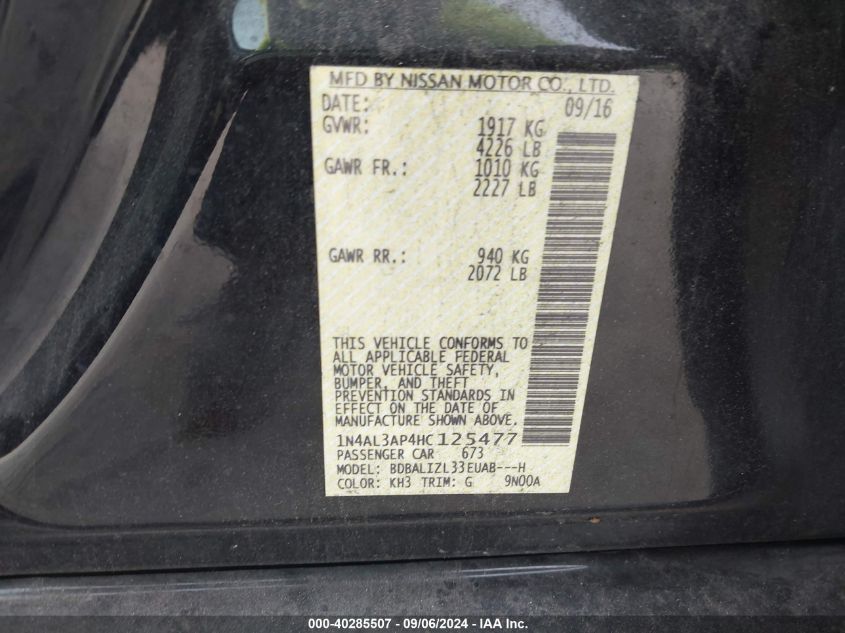 MFD BY NISSAN MOTOR CO., LTD.
DATE: 09/16
GVWR: 1917 KG
4226 LB
GAWR FR.: 1010 KG
2227 LB
GAWR RR.: 940 KG
2072 LB
THIS VEHICLE CONFORMS TO
ALL APPLICABLE FEDERAL
MOTOR VEHICLE SAFETY,
BUMPER, AND THEFT
PREVENTION STANDARDS IN
EFFECT ON THE DATE OF
MANUFACTURE SHOWN ABOVE.
1N4AL3AP4HC125477
PASSENGER CAR 673
MODEL: BDBALIZL33EUAB---H
COLOR: KH3 TRIM: G 9N00A
000-40285507 - 09/06/2024 - IAA Inc.